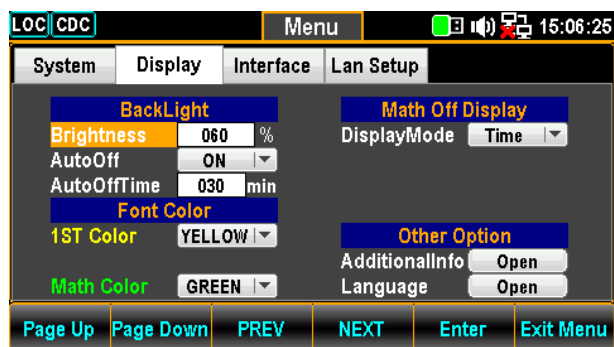 LOC CDC Menu 15:06:25
System Display Interface Lan Setup
BackLight
Brightness 060 %
AutoOff ON
AutoOffTime 030 min
Font Color
1ST Color YELLOW
Math Color GREEN
Math Off Display
DisplayMode Time
Other Option
AdditionalInfo Open
Language Open
Page Up Page Down PREV NEXT Enter Exit Menu